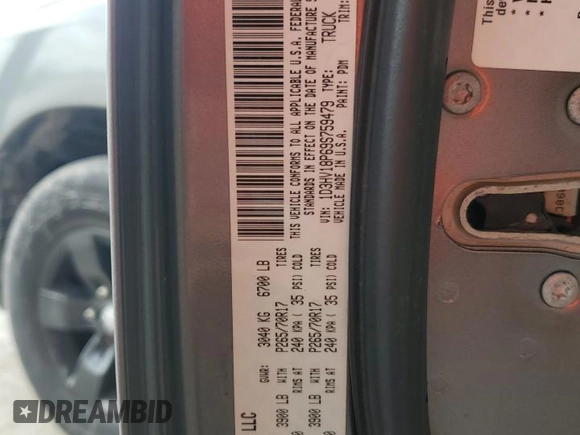 LLC
GVWR: 3040 KG 6700 LB
3900 LB WITH P265/70R17 TIRES
RIMS AT 240 KPA ( 35 PSI) COLD
3900 LB WITH P265/70R17 TIRES
RIMS AT 240 KPA ( 35 PSI) COLD
THIS VEHICLE CONFORMS TO ALL APPLICABLE U.S.A. FEDERAL
IN EFFECT ON THE DATE OF MANUFACTURE
VIN: 1D3HV18P69S759479 TYPE: TRUCK
VEHICLE MADE IN U.S.A. PAINT: PDM TRIM:
This
DREAMBID